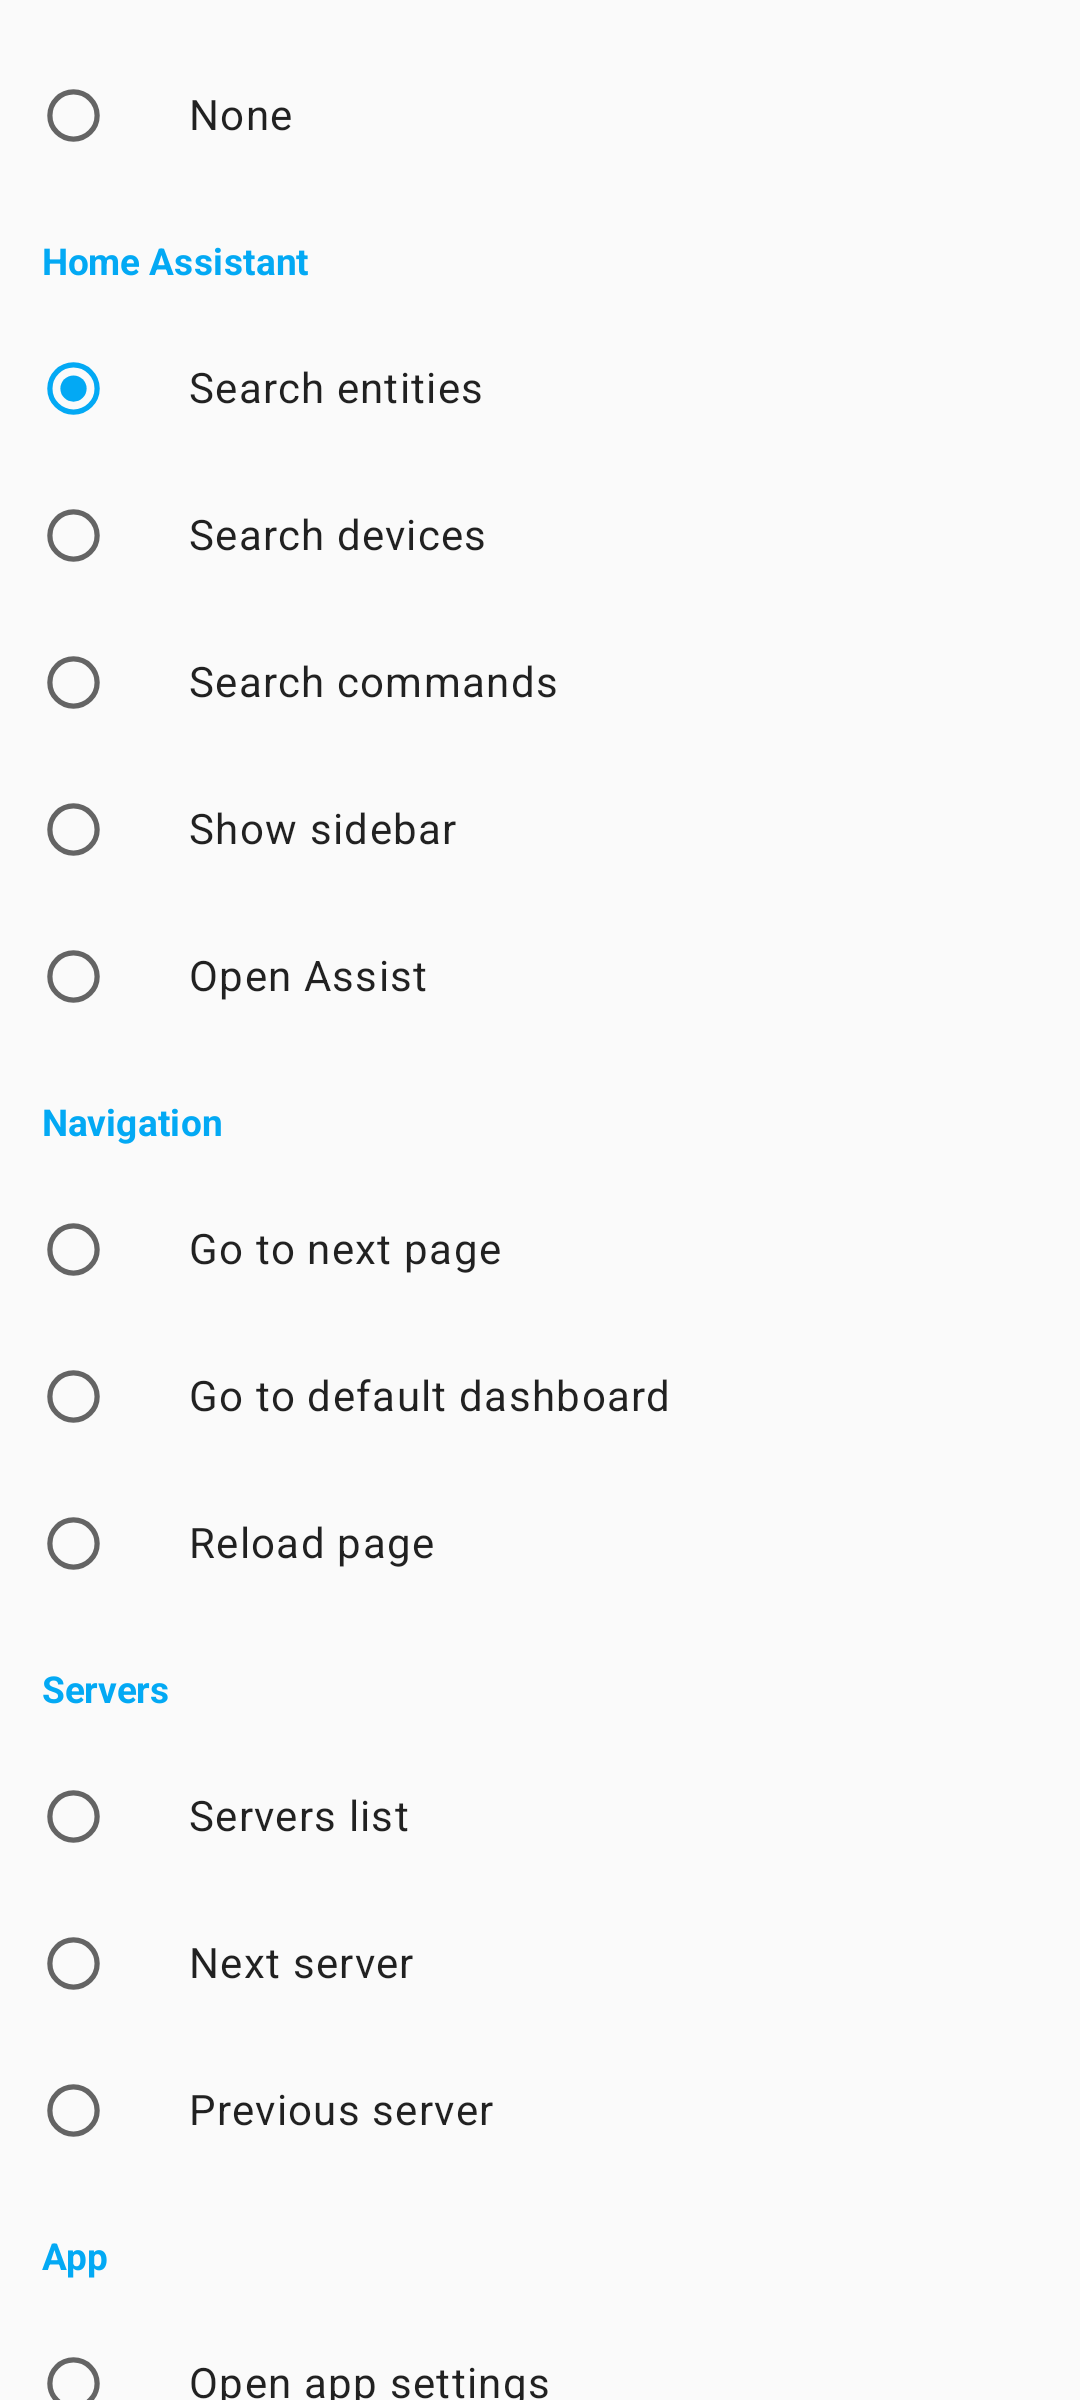 None
Home Assistant
Search entities
Search devices
Search commands
Show sidebar
Open Assist
Navigation
Go to next page
Go to default dashboard
Reload page
Servers
Servers list
Next server
Previous server
App
Open app settings